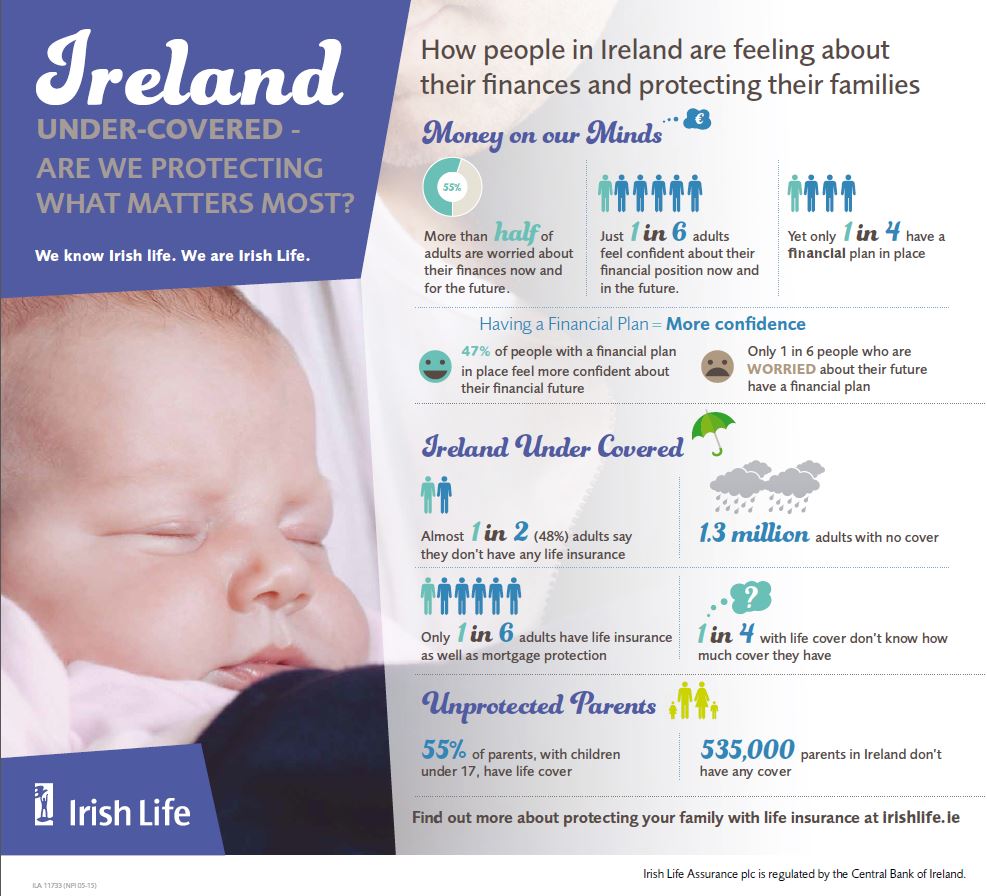 Ireland
UNDER-COVERED -
ARE WE PROTECTING
WHAT MATTERS MOST?
We know Irish life. We are Irish Life.
How people in Ireland are feeling about
their finances and protecting their families
Money on our Minds
€
55%
More than half of
adults are worried about
their finances now and
for the future.
Just 1 in 6 adults
feel confident about their
financial position now and
in the future.
Yet only 1 in 4 have a
financial plan in place
Having a Financial Plan = More confidence
47% of people with a financial plan
in place feel more confident about
their financial future
Only 1 in 6 people who are
WORRIED about their future
have a financial plan
Ireland Under Covered
Almost 1 in 2 (48%) adults say
they don't have any life insurance
1.3 million adults with no cover
Only 1 in 6 adults have life insurance
as well as mortgage protection
?
1 in 4 with life cover don't know how
much cover they have
Unprotected Parents
55% of parents, with children
under 17, have life cover
535,000 parents in Ireland don't
have any cover
Irish Life
Find out more about protecting your family with life insurance at irishlife.ie
Irish Life Assurance plc is regulated by the Central Bank of Ireland.
ILA 11733 (NPI 05-15)